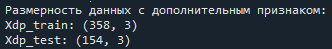 Размерность данных с дополнительным признаком:
Xdp_train: (358, 3)
Xdp_test: (154, 3)